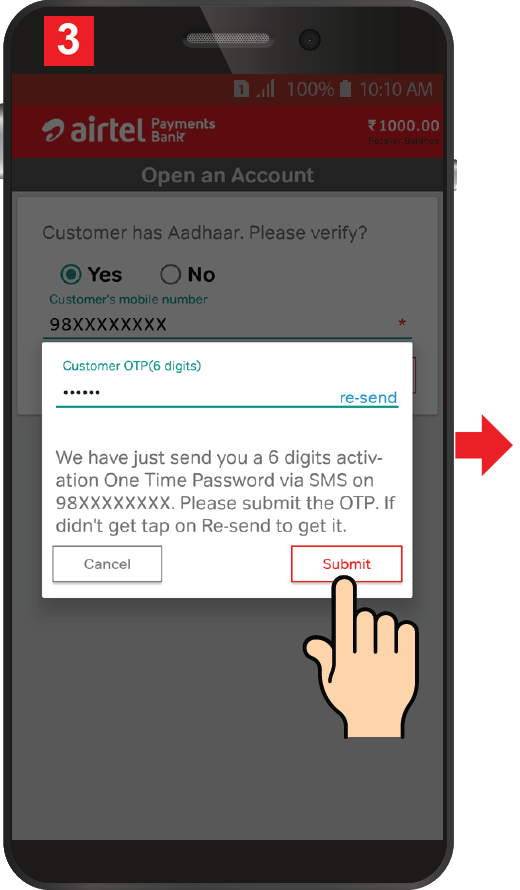 3
1 100% 10:10 AM
airtel Payments Bank
₹1000.00
Retailer Balance
Open an Account
Customer has Aadhaar. Please verify?
Yes No
Customer's mobile number
98XXXXXXXX *
Customer OTP(6 digits)
••••••
re-send
We have just send you a 6 digits activ-
ation One Time Password via SMS on
98XXXXXXXX. Please submit the OTP. If
didn't get tap on Re-send to get it.
Cancel Submit